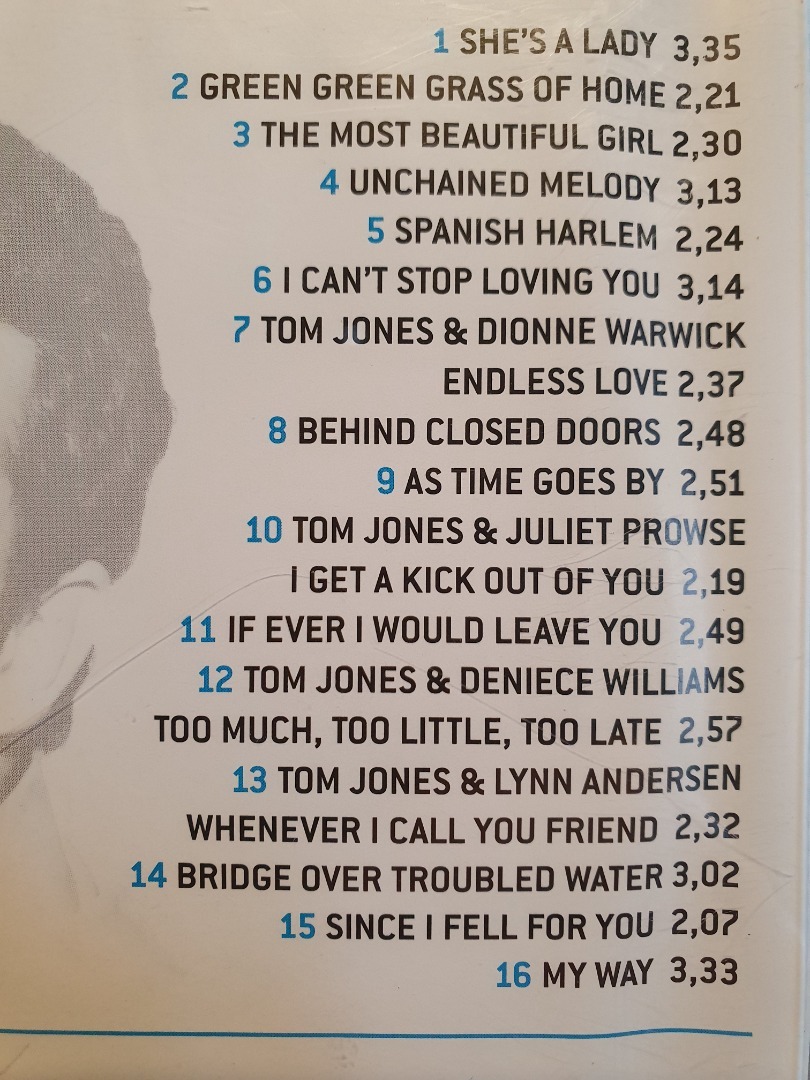 1 SHE'S A LADY 3,35
2 GREEN GREEN GRASS OF HOME 2,21
3 THE MOST BEAUTIFUL GIRL 2,30
4 UNCHAINED MELODY 3,13
5 SPANISH HARLEM 2,24
6 I CAN'T STOP LOVING YOU 3,14
7 TOM JONES & DIONNE WARWICK
ENDLESS LOVE 2,37
8 BEHIND CLOSED DOORS 2,48
9 AS TIME GOES BY 2,51
10 TOM JONES & JULIET PROWSE
I GET A KICK OUT OF YOU 2,19
11 IF EVER I WOULD LEAVE YOU 2,49
12 TOM JONES & DENIECE WILLIAMS
TOO MUCH, TOO LITTLE, TOO LATE 2,57
13 TOM JONES & LYNN ANDERSEN
WHENEVER I CALL YOU FRIEND 2,32
14 BRIDGE OVER TROUBLED WATER 3,02
15 SINCE I FELL FOR YOU 2,07
16 MY WAY 3,33